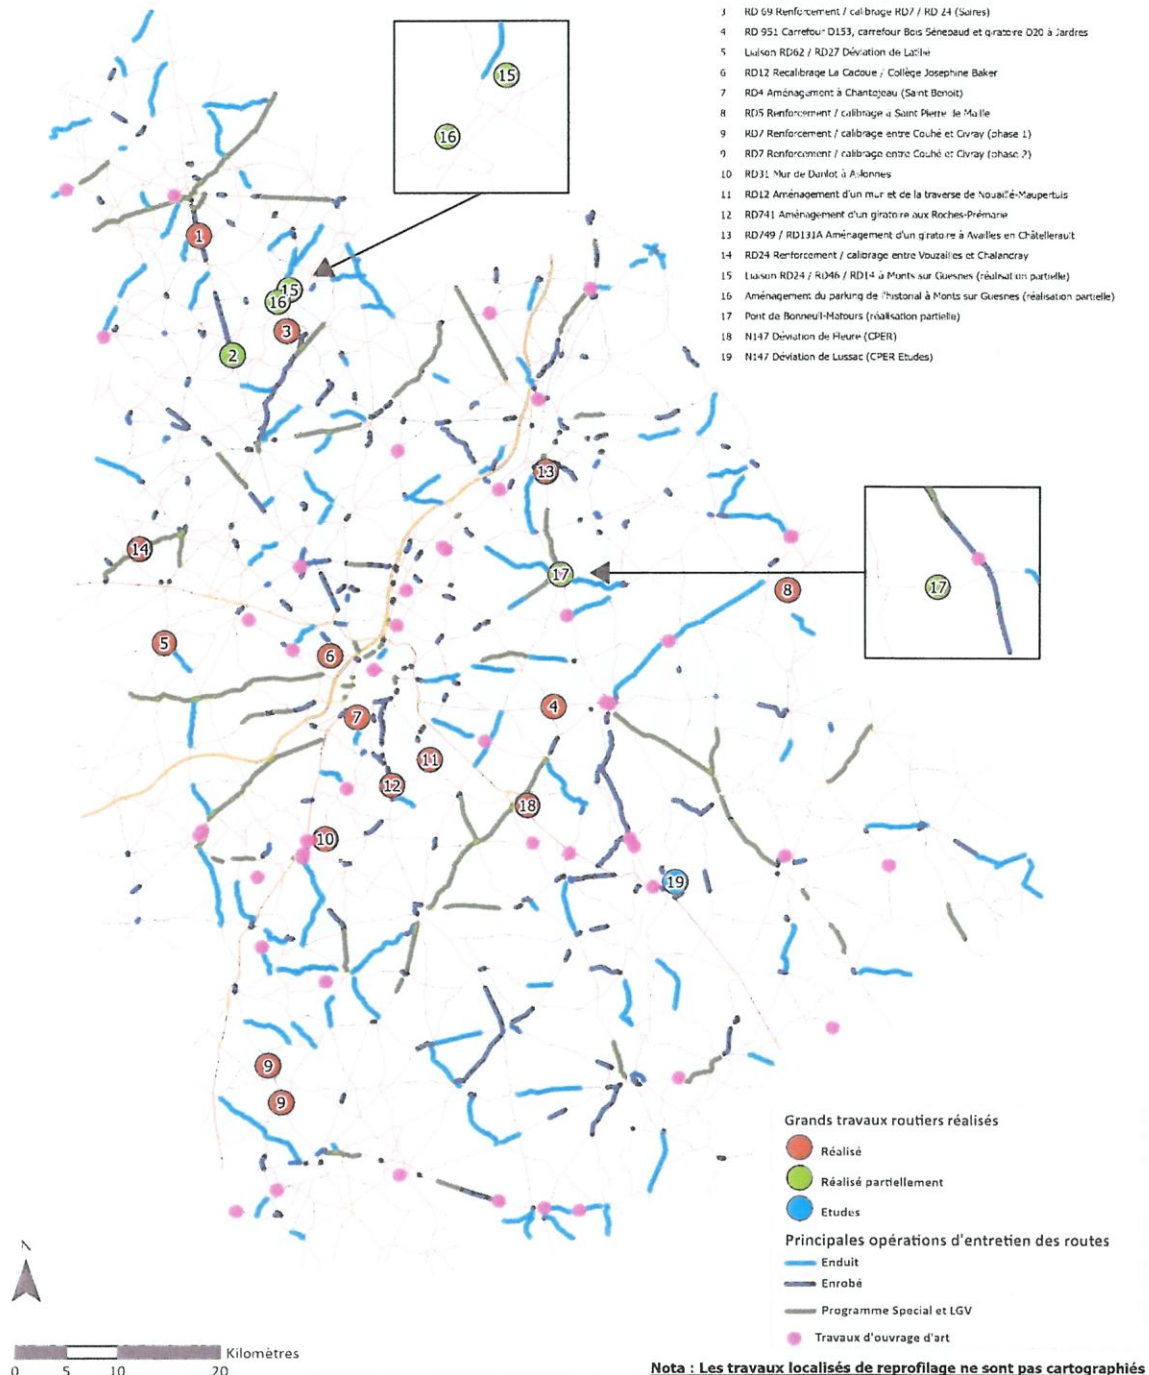 3 RD 69 Renforcement / calibrage RD7 / RD 24 (Saires)
4 RD 951 Carrefour D153, carrefour Bois Sénebaud et giratoire D20 à Jardres
5 Liaison RD62 / RD27 Déviation de Latillé
6 RD12 Recalibrage La Cadoue / Collège Josephine Baker
7 RD4 Aménagement à Chantejeau (Saint Benoit)
8 RD5 Renforcement / calibrage à Saint Pierre de Maillé
9 RD7 Renforcement / calibrage entre Couhé et Civray (phase 1)
9 RD7 Renforcement / calibrage entre Couhé et Civray (phase 2)
10 RD31 Mur de Danlot à Aslonnes
11 RD12 Aménagement d'un mur et de la traverse de Nouaillé-Maupertuis
12 RD741 Aménagement d'un giratoire aux Roches-Prémarie
13 RD749 / RD131A Aménagement d'un giratoire à Availles en Châtellerault
14 RD24 Renforcement / calibrage entre Vouzailles et Chalandray
15 Liaison RD24 / RD46 / RD14 à Monts sur Guesnes (réalisation partielle)
16 Aménagement du parking de l'historial à Monts sur Guesnes (réalisation partielle)
17 Pont de Bonneuil-Matours (réalisation partielle)
18 N147 Déviation de Fleure (CPER)
19 N147 Déviation de Lussac (CPER Etudes)
15
16
1
15
16
3
2
13
14
17
17
8
5
6
4
7
11
12
18
10
19
9
9
Grands travaux routiers réalisés
Réalisé
Réalisé partiellement
Etudes
Principales opérations d'entretien des routes
Enduit
Enrobé
Programme Special et LGV
Travaux d'ouvrage d'art
N
Kilomètres
0 5 10 20
Nota : Les travaux localisés de reprofilage ne sont pas cartographiés